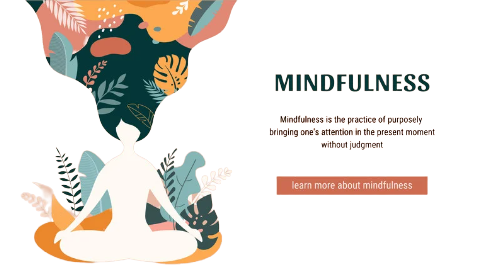 MINDFULNESS
Mindfulness is the practice of purposely
bringing one's attention in the present moment
without judgment
learn more about mindfulness